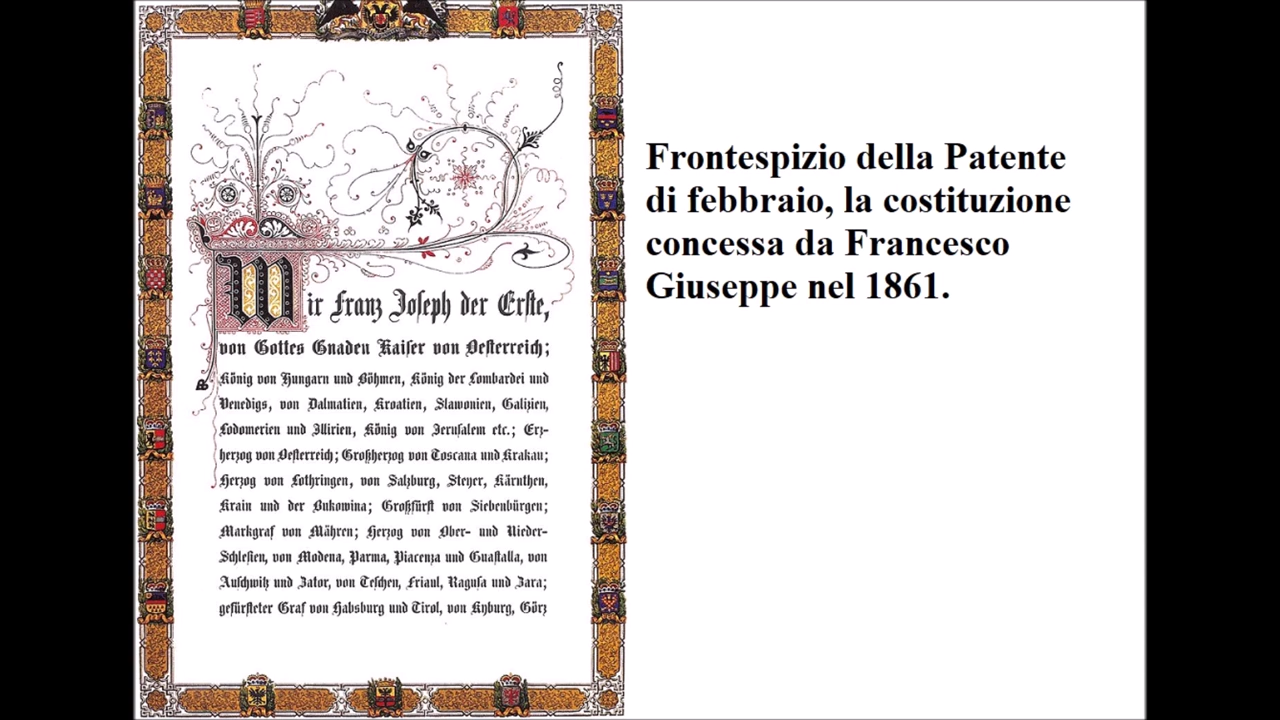 Wir Franz Joseph der Erste,
von Gottes Gnaden Kaiser von Oesterreich;
König von Hungarn und Böhmen, König der Lombardei und
Venedigs, von Dalmatien, Kroatien, Slawonien, Galizien,
Lodomerien und Illirien, König von Jerusalem etc.; Erz-
herzog von Oesterreich; Großherzog von Toscana und Krakau;
Herzog von Lothringen, von Salzburg, Steyer, Kärnthen,
Krain und der Bukowina; Großfürst von Siebenbürgen;
Markgraf von Mähren; Herzog von Ober- und Nieder-
Schlesien, von Modena, Parma, Piacenza und Guastalla, von
Auschwitz und Zator, von Teschen, Friaul, Ragusa und Zara;
gefürsteter Graf von Habsburg und Tirol, von Kyburg, Görz
Frontespizio della Patente
di febbraio, la costituzione
concessa da Francesco
Giuseppe nel 1861.